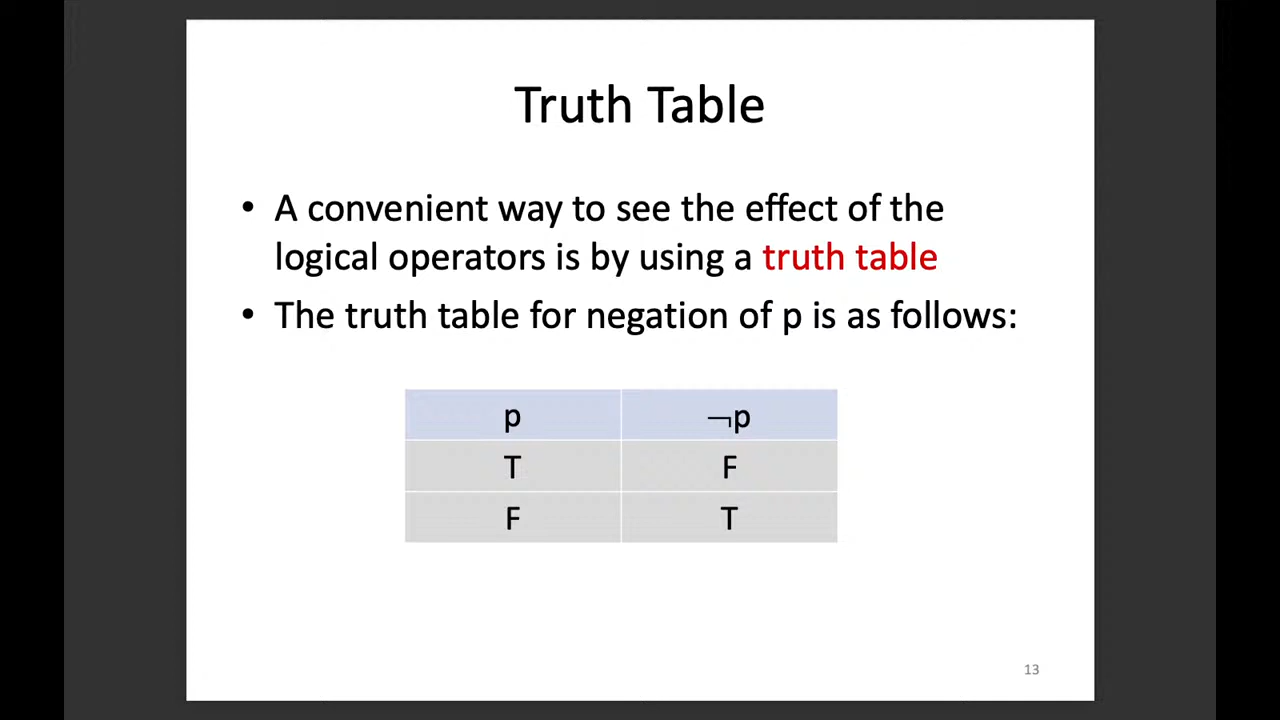 Truth Table
• A convenient way to see the effect of the
logical operators is by using a truth table
• The truth table for negation of p is as follows:
p ¬p
T F
F T
13